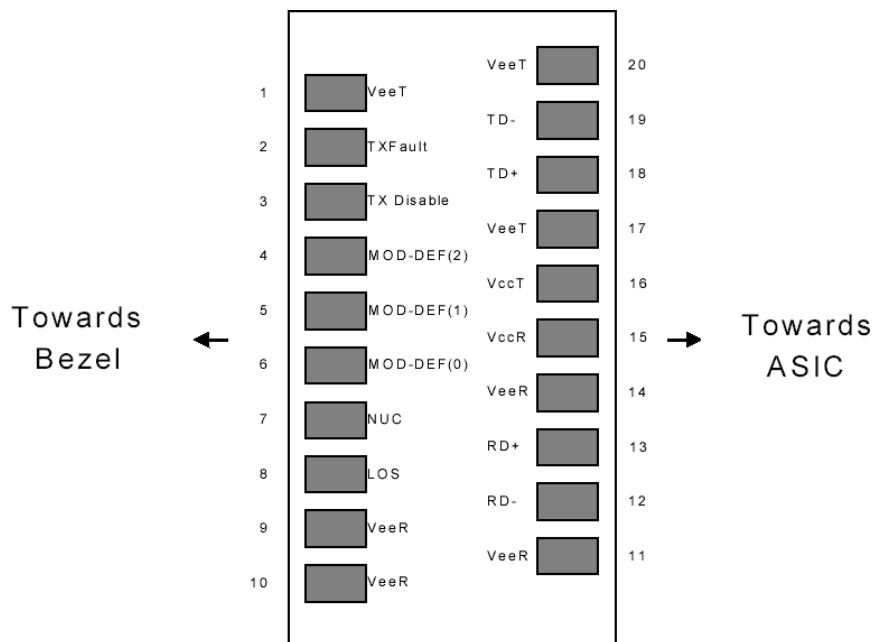 VeeT 20
1 VeeT
TD- 19
2 TXFault
TD+ 18
3 TX Disable
VeeT 17
4 MOD-DEF(2)
VccT 16
5 MOD-DEF(1)
Towards
Bezel
VccR 15
Towards
ASIC
6 MOD-DEF(0)
VeeR 14
7 NUC
RD+ 13
8 LOS
RD- 12
9 VeeR
VeeR 11
10 VeeR